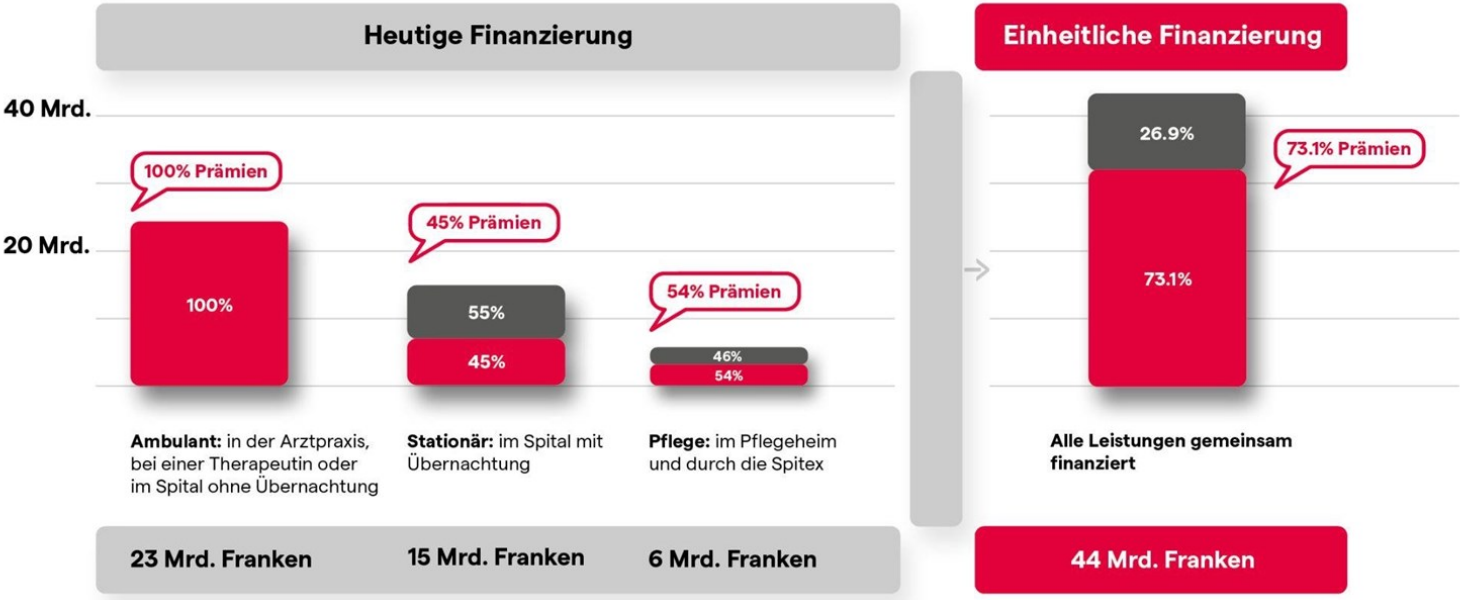 Heutige Finanzierung
Einheitliche Finanzierung
40 Mrd.
20 Mrd.
100% Prämien
100%
45% Prämien
55%
45%
54% Prämien
46%
54%
26.9%
73.1% Prämien
73.1%
Ambulant: in der Arztpraxis,
bei einer Therapeutin oder
im Spital ohne Übernachtung
Stationär: im Spital mit
Übernachtung
Pflege: im Pflegeheim
und durch die Spitex
Alle Leistungen gemeinsam
finanziert
23 Mrd. Franken
15 Mrd. Franken
6 Mrd. Franken
44 Mrd. Franken